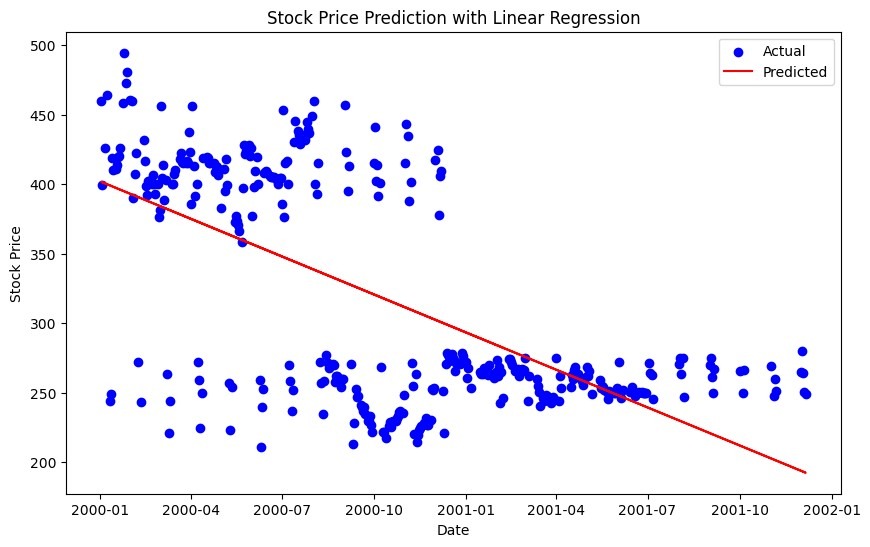 Stock Price Prediction with Linear Regression
Actual
Predicted
500
450
400
350
300
250
200
Stock Price
2000-01 2000-04 2000-07 2000-10 2001-01 2001-04 2001-07 2001-10 2002-01
Date